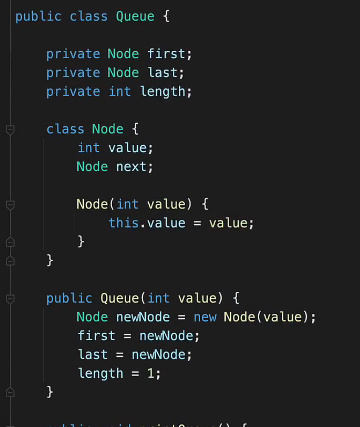 public class Queue {
private Node first;
private Node last;
private int length;
class Node {
int value;
Node next;
Node(int value) {
this.value = value;
}
}
public Queue(int value) {
Node newNode = new Node(value);
first = newNode;
last = newNode;
length = 1;
}